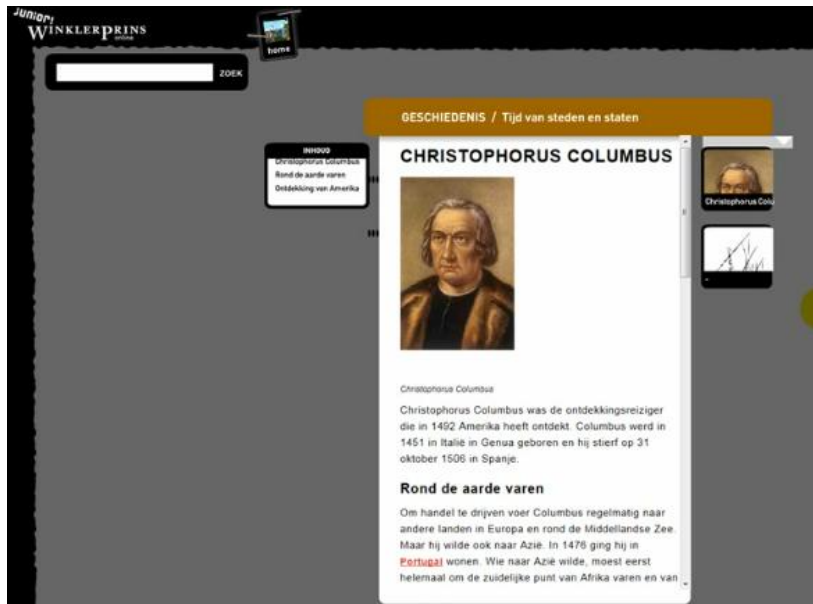 JUNIOR!
WINKLERPRINS
online
home
ZOEK
GESCHIEDENIS / Tijd van steden en staten
INHOUD
Christophorus Columbus
Rond de aarde varen
Ontdekking van Amerika
CHRISTOPHORUS COLUMBUS
Christophorus Colu
Christophorus Columbus
Christophorus Columbus was de ontdekkingsreiziger
die in 1492 Amerika heeft ontdekt. Columbus werd in
1451 in Italië in Genua geboren en hij stierf op 31
oktober 1506 in Spanje.
Rond de aarde varen
Om handel te drijven voer Columbus regelmatig naar
andere landen in Europa en rond de Middellandse Zee.
Maar hij wilde ook naar Azië. In 1476 ging hij in
Portugal wonen. Wie naar Azië wilde, moest eerst
helemaal om de zuidelijke punt van Afrika varen en van